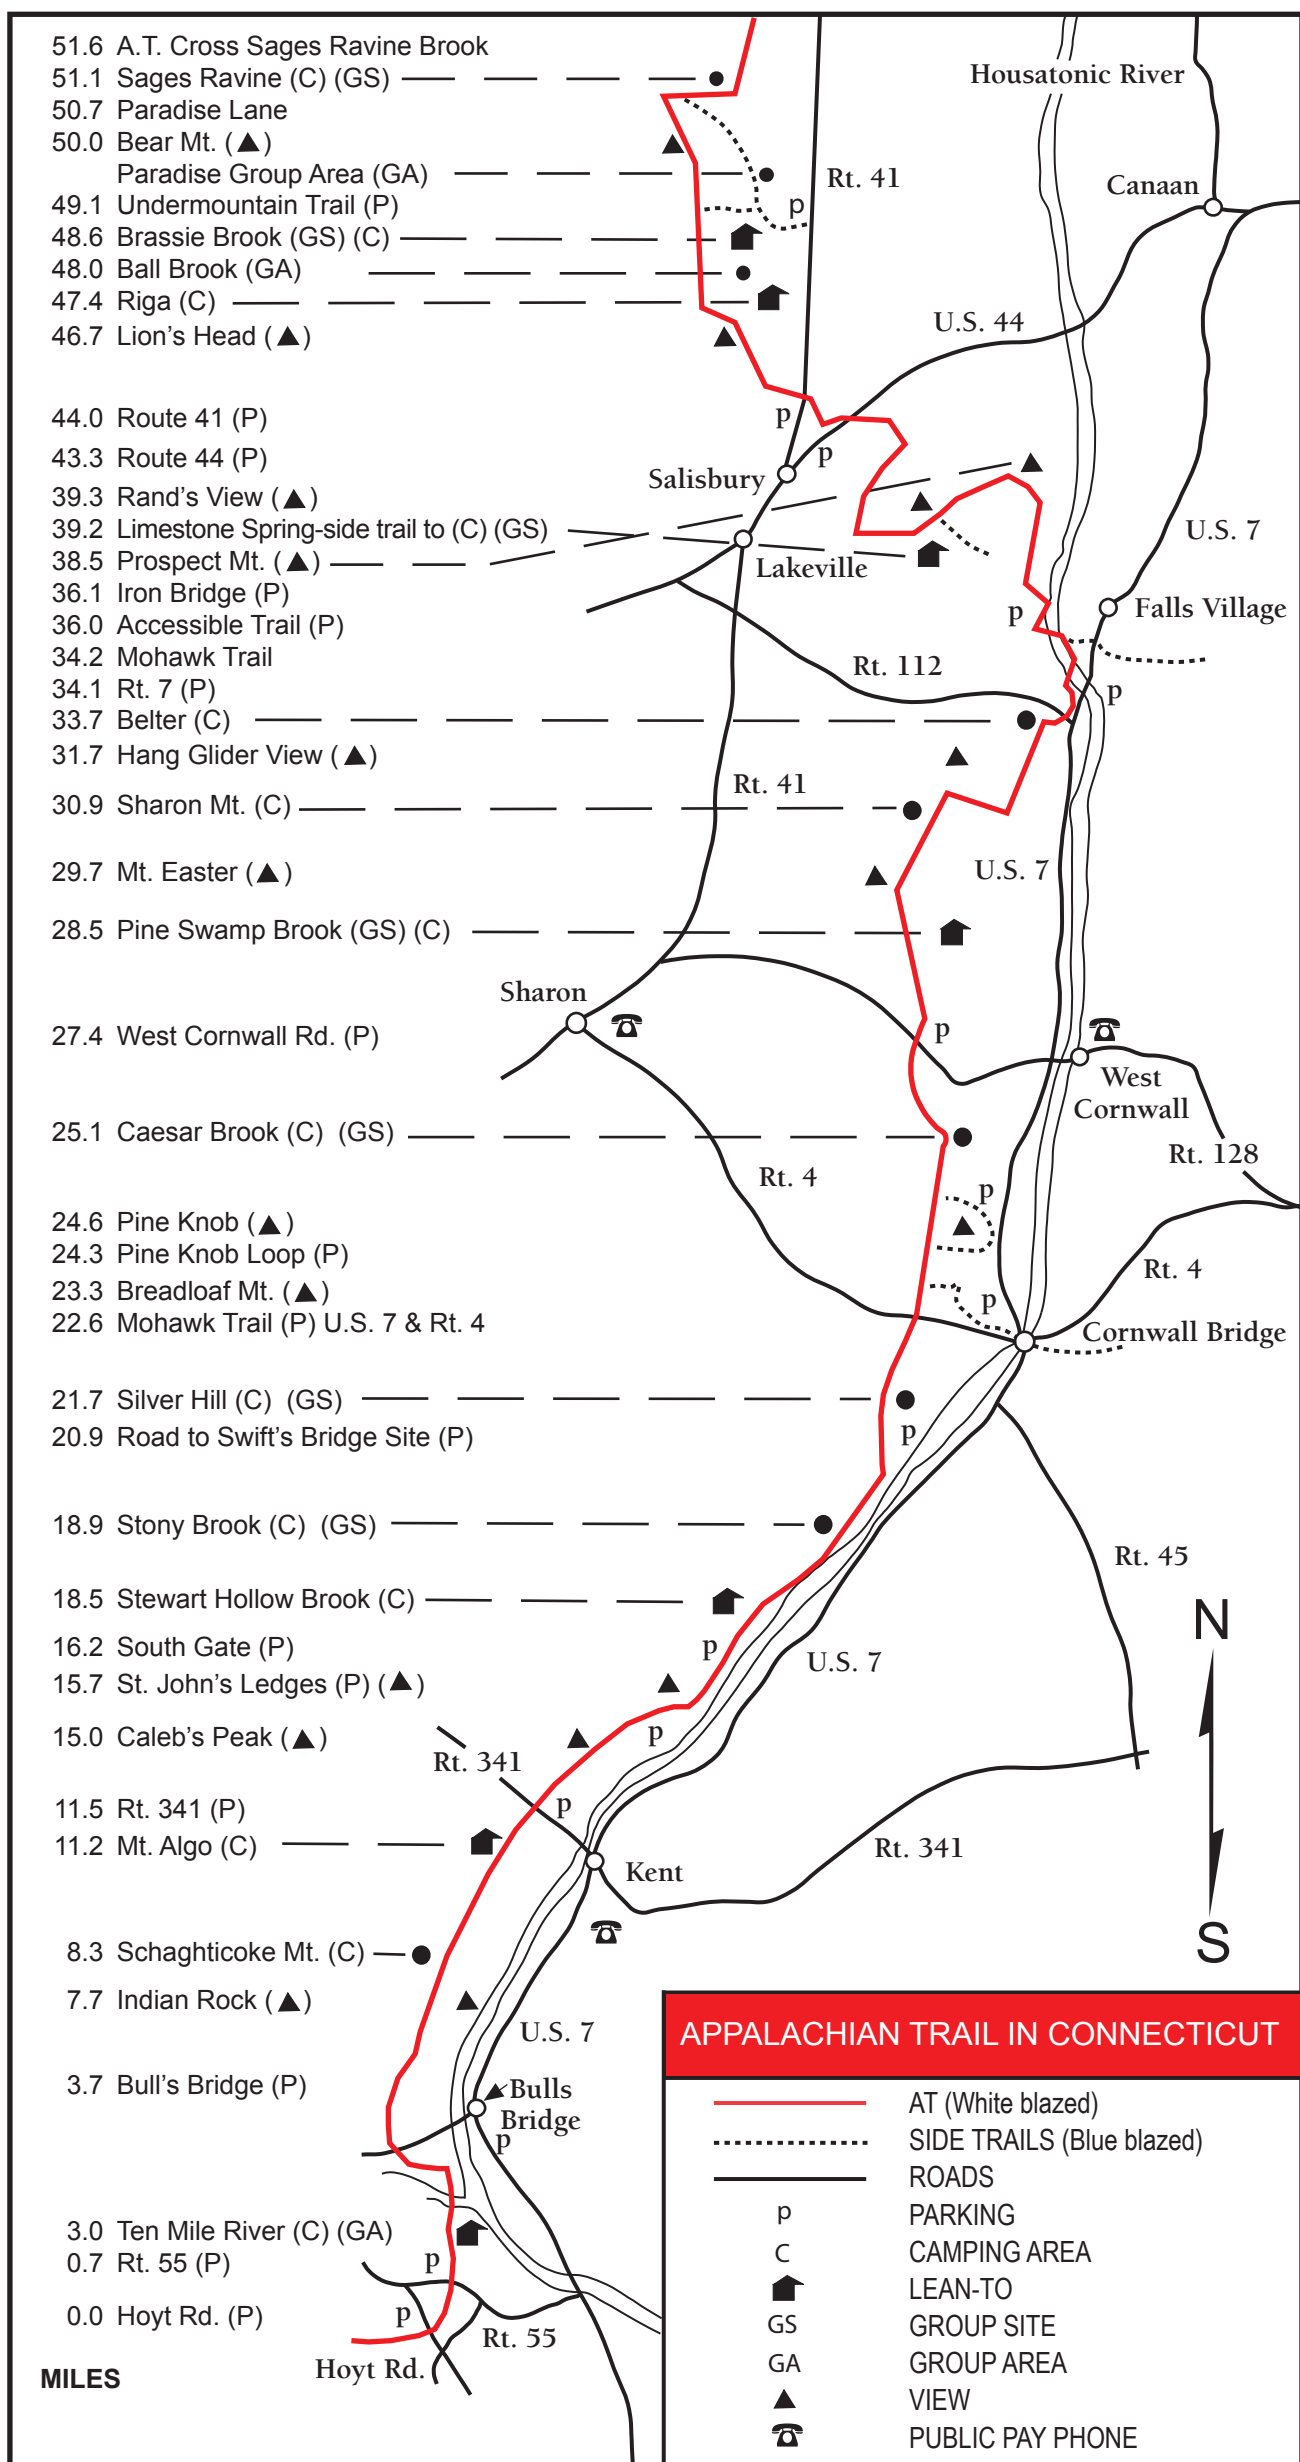 51.6 A.T. Cross Sages Ravine Brook
51.1 Sages Ravine (C) (GS)
50.7 Paradise Lane
50.0 Bear Mt. (▲)
Paradise Group Area (GA)
49.1 Undermountain Trail (P)
48.6 Brassie Brook (GS) (C)
48.0 Ball Brook (GA)
47.4 Riga (C)
46.7 Lion's Head (▲)
44.0 Route 41 (P)
43.3 Route 44 (P)
39.3 Rand's View (▲)
39.2 Limestone Spring-side trail to (C) (GS)
38.5 Prospect Mt. (▲)
36.1 Iron Bridge (P)
36.0 Accessible Trail (P)
34.2 Mohawk Trail
34.1 Rt. 7 (P)
33.7 Belter (C)
31.7 Hang Glider View (▲)
30.9 Sharon Mt. (C)
29.7 Mt. Easter (▲)
28.5 Pine Swamp Brook (GS) (C)
27.4 West Cornwall Rd. (P)
25.1 Caesar Brook (C) (GS)
24.6 Pine Knob (▲)
24.3 Pine Knob Loop (P)
23.3 Breadloaf Mt. (▲)
22.6 Mohawk Trail (P) U.S. 7 & Rt. 4
21.7 Silver Hill (C) (GS)
20.9 Road to Swift's Bridge Site (P)
18.9 Stony Brook (C) (GS)
18.5 Stewart Hollow Brook (C)
16.2 South Gate (P)
15.7 St. John's Ledges (P) (▲)
15.0 Caleb's Peak (▲)
11.5 Rt. 341 (P)
11.2 Mt. Algo (C)
8.3 Schaghticoke Mt. (C)
7.7 Indian Rock (▲)
3.7 Bull's Bridge (P)
3.0 Ten Mile River (C) (GA)
0.7 Rt. 55 (P)
0.0 Hoyt Rd. (P)
MILES
Housatonic River
Rt. 41
Canaan
p
U.S. 44
p
p
Salisbury
U.S. 7
Lakeville
p
Falls Village
Rt. 112
p
Rt. 41
U.S. 7
Sharon
p
West
Cornwall
Rt. 128
Rt. 4
p
Rt. 4
p
Cornwall Bridge
p
Rt. 45
N
p
U.S. 7
p
Rt. 341
p
Rt. 341
Kent
S
U.S. 7
Bulls
Bridge
p
p
p
Rt. 55
Hoyt Rd.
APPALACHIAN TRAIL IN CONNECTICUT
AT (White blazed)
SIDE TRAILS (Blue blazed)
ROADS
p PARKING
C CAMPING AREA
LEAN-TO
GS GROUP SITE
GA GROUP AREA
▲ VIEW
PUBLIC PAY PHONE